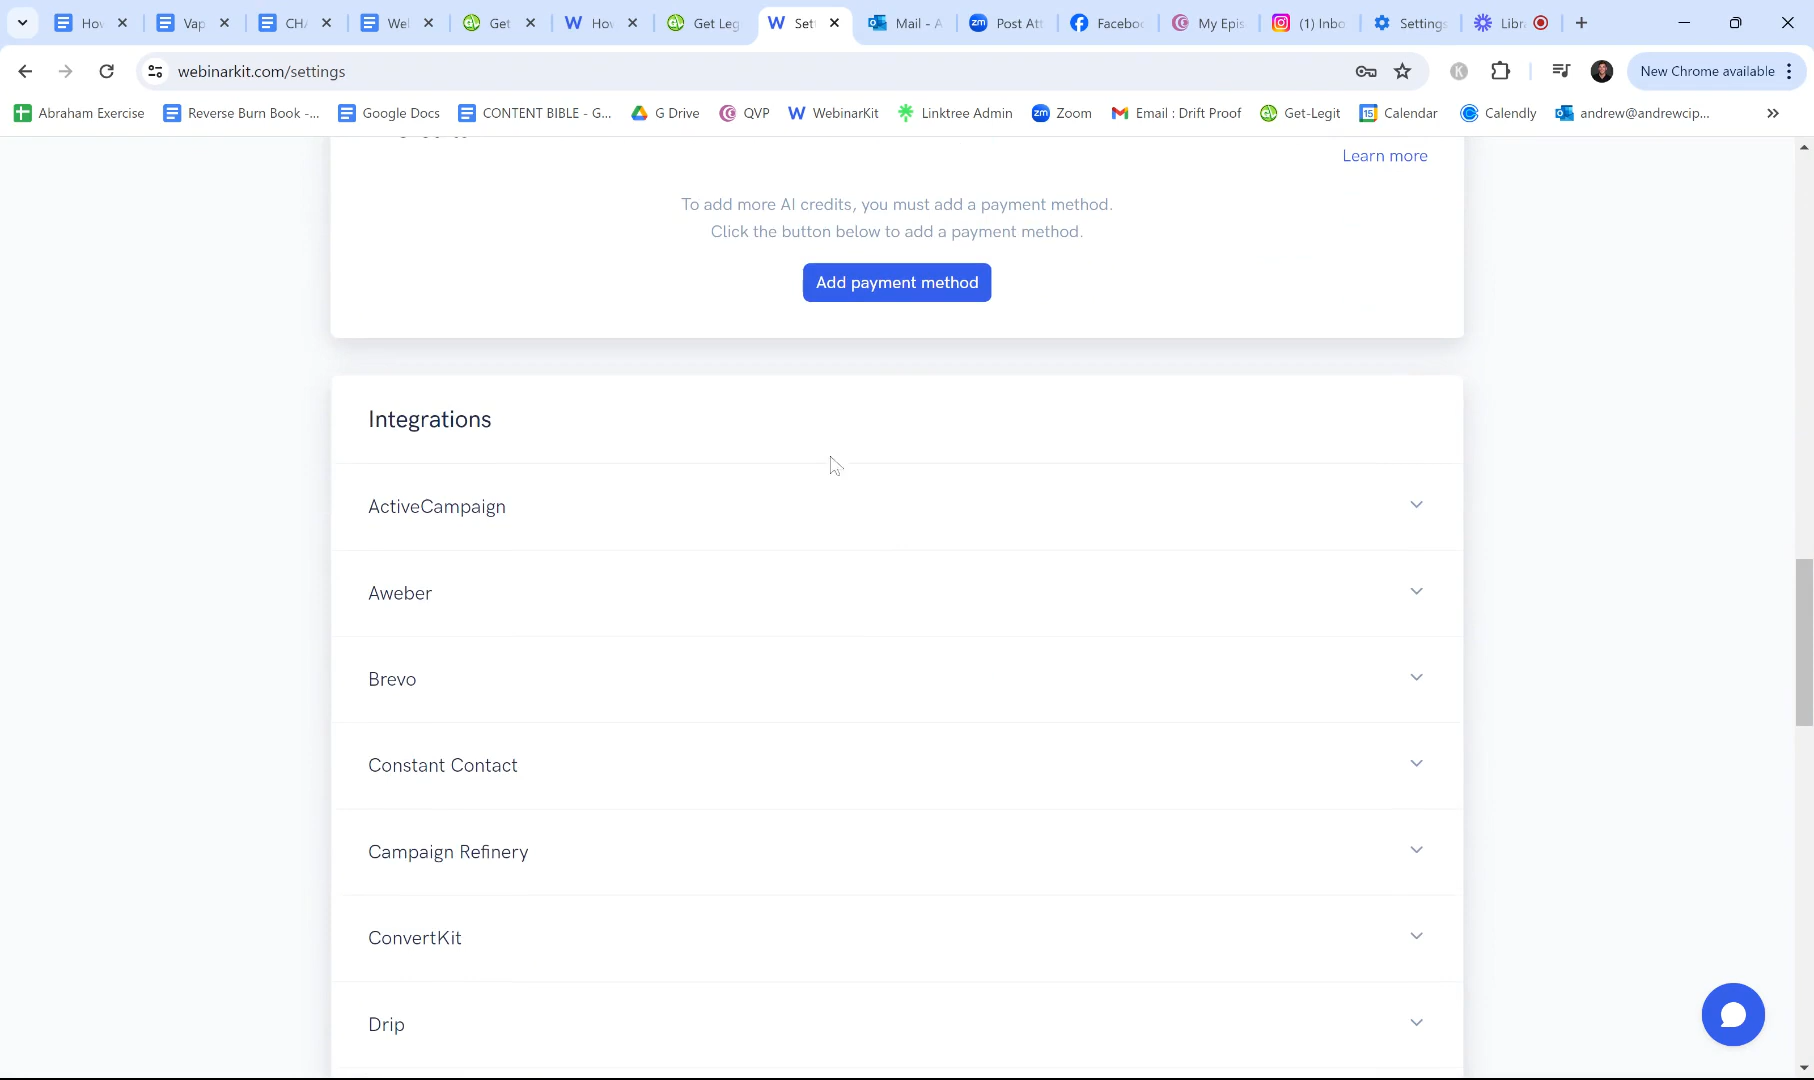 Ho
Vap
CHA
Wel
Get
Ho
Get Leg
Set
Mail - A
Post Att
Faceboo
My Epis
(1) Inbo
Settings
Libr
webinarkit.com/settings
New Chrome available
Abraham Exercise
Reverse Burn Book -...
Google Docs
CONTENT BIBLE - G...
G Drive
QVP
WebinarKit
Linktree Admin
Zoom
Email : Drift Proof
Get-Legit
Calendar
Calendly
andrew@andrewcip...
Learn more
To add more AI credits, you must add a payment method.
Click the button below to add a payment method.
Add payment method
Integrations
ActiveCampaign
Aweber
Brevo
Constant Contact
Campaign Refinery
ConvertKit
Drip